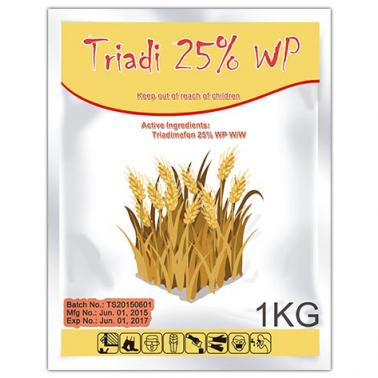 Triadi 25% WP
Keep out of reach of children
Active Ingredients:
Triadimefon 25% WP W/W
Batch No.: TS20150601
Mfg No.: Jun. 01, 2015
Exp No.: Jun. 01, 2017
1KG